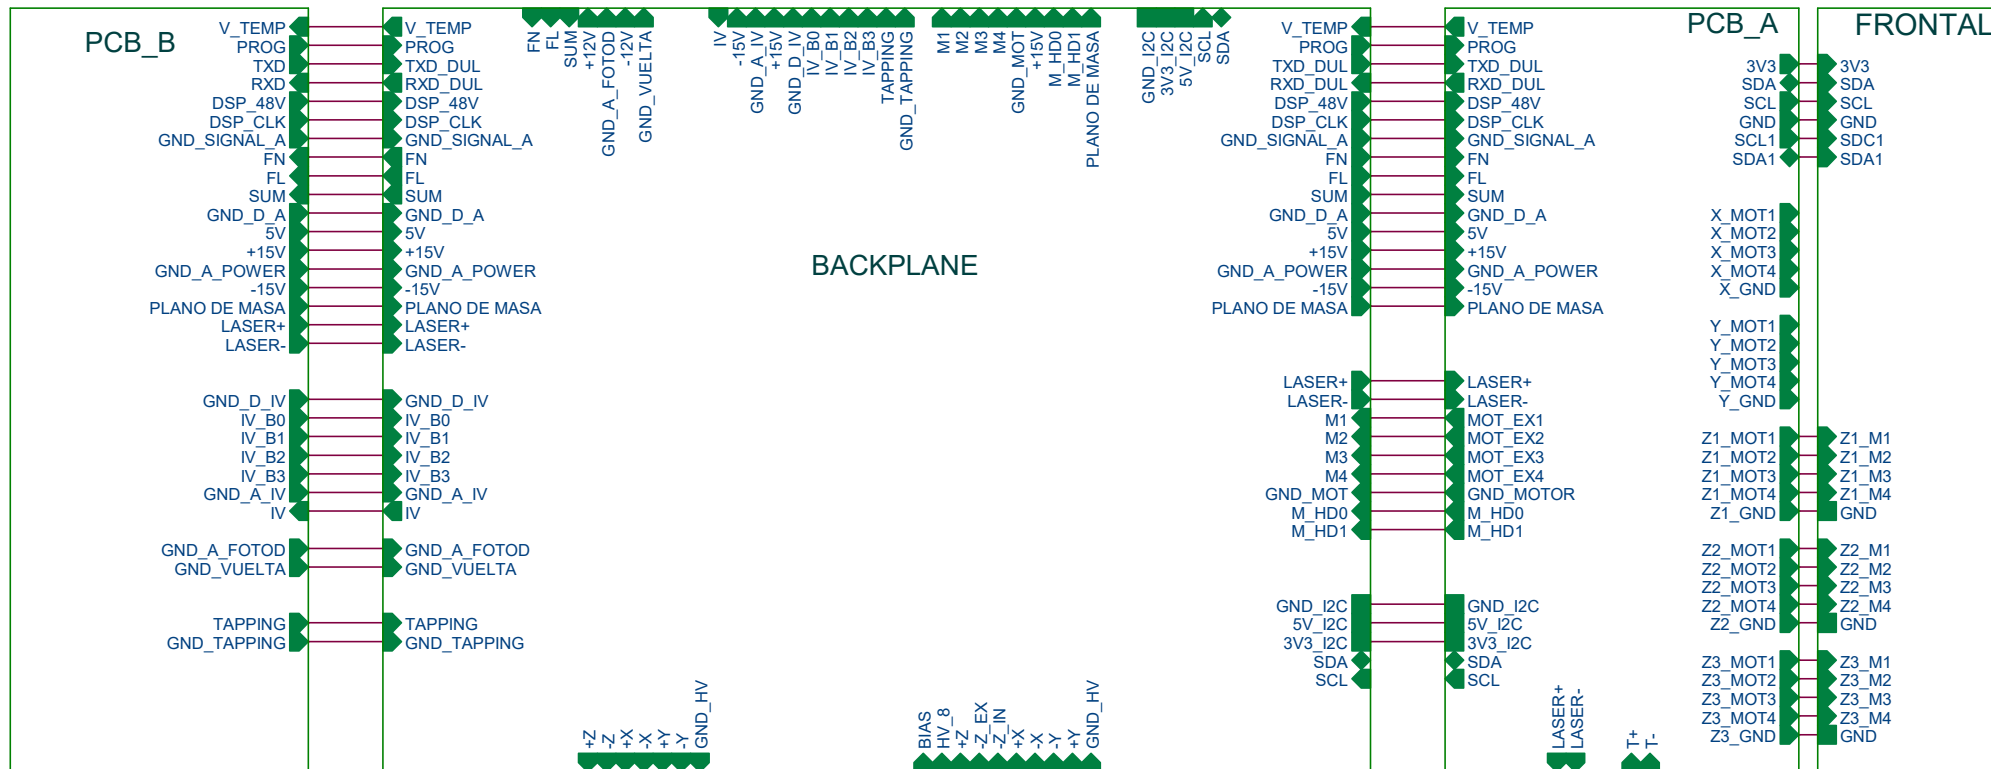 PCB_B
V_TEMP
PROG
TXD
RXD
DSP_48V
DSP_CLK
GND_SIGNAL_A
FN
FL
SUM
GND_D_A
5V
+15V
GND_A_POWER
-15V
PLANO DE MASA
LASER+
LASER-
GND_D_IV
IV_B0
IV_B1
IV_B2
IV_B3
GND_A_IV
IV
GND_A_FOTOD
GND_VUELTA
TAPPING
GND_TAPPING
V_TEMP
PROG
TXD_DUL
RXD_DUL
DSP_48V
DSP_CLK
GND_SIGNAL_A
FN
FL
SUM
GND_D_A
5V
+15V
GND_A_POWER
-15V
PLANO DE MASA
LASER+
LASER-
GND_D_IV
IV_B0
IV_B1
IV_B2
IV_B3
GND_A_IV
IV
GND_A_FOTOD
GND_VUELTA
TAPPING
GND_TAPPING
FN
FL
SUM
+12V
GND_A_FOTOD
-12V
GND_VUELTA
IV
-15V
GND_A_IV
+15V
GND_D_IV
IV_B0
IV_B1
IV_B2
IV_B3
TAPPING
GND_TAPPING
M1
M2
M3
M4
GND_MOT
+15V
M_HD0
M_HD1
PLANO DE MASA
GND_I2C
3V3_I2C
5V_I2C
SCL
SDA
BACKPLANE
+Z
-Z
+X
-X
+Y
-Y
GND_HV
BIAS
HV_8
+Z
-Z_EX
-Z_IN
+X
-X
-Y
+Y
GND_HV
V_TEMP
PROG
TXD_DUL
RXD_DUL
DSP_48V
DSP_CLK
GND_SIGNAL_A
FN
FL
SUM
GND_D_A
5V
+15V
GND_A_POWER
-15V
PLANO DE MASA
LASER+
LASER-
M1
M2
M3
M4
GND_MOT
M_HD0
M_HD1
GND_I2C
5V_I2C
3V3_I2C
SDA
SCL
PCB_A
V_TEMP
PROG
TXD_DUL
RXD_DUL
DSP_48V
DSP_CLK
GND_SIGNAL_A
FN
FL
SUM
GND_D_A
5V
+15V
GND_A_POWER
-15V
PLANO DE MASA
LASER+
LASER-
MOT_EX1
MOT_EX2
MOT_EX3
MOT_EX4
GND_MOTOR
M_HD0
M_HD1
GND_I2C
5V_I2C
3V3_I2C
SDA
SCL
LASER+
LASER-
T+
T-
3V3
SDA
SCL
GND
SCL1
SDA1
X_MOT1
X_MOT2
X_MOT3
X_MOT4
X_GND
Y_MOT1
Y_MOT2
Y_MOT3
Y_MOT4
Y_GND
Z1_MOT1
Z1_MOT2
Z1_MOT3
Z1_MOT4
Z1_GND
Z2_MOT1
Z2_MOT2
Z2_MOT3
Z2_MOT4
Z2_GND
Z3_MOT1
Z3_MOT2
Z3_MOT3
Z3_MOT4
Z3_GND
FRONTAL
3V3
SDA
SCL
GND
SDC1
SDA1
Z1_M1
Z1_M2
Z1_M3
Z1_M4
GND
Z2_M1
Z2_M2
Z2_M3
Z2_M4
GND
Z3_M1
Z3_M2
Z3_M3
Z3_M4
GND